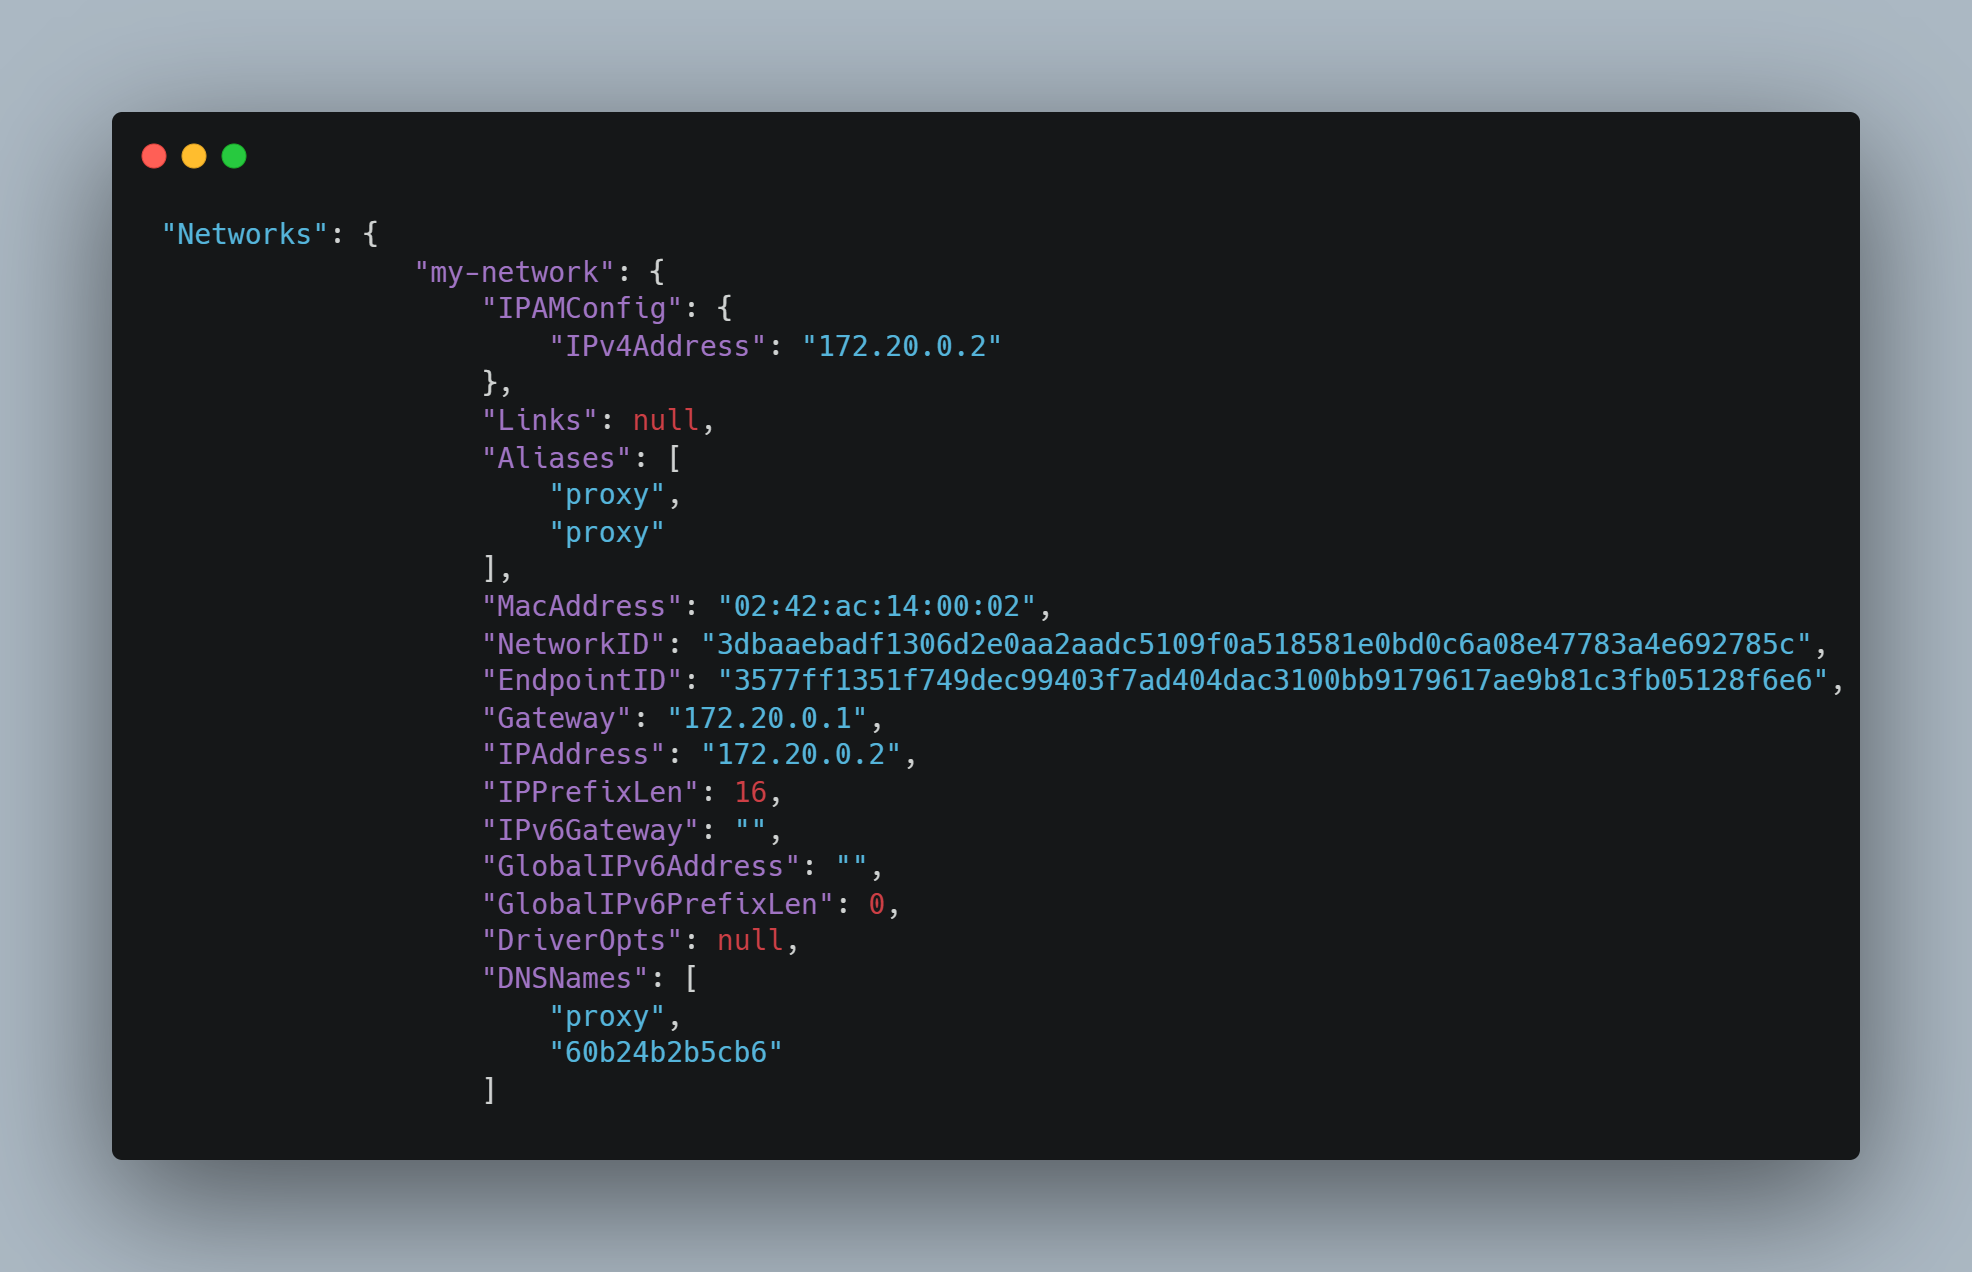 "Networks": {
"my-network": {
"IPAMConfig": {
"IPv4Address": "172.20.0.2"
},
"Links": null,
"Aliases": [
"proxy",
"proxy"
],
"MacAddress": "02:42:ac:14:00:02",
"NetworkID": "3dbaaebadf1306d2e0aa2aadc5109f0a518581e0bd0c6a08e47783a4e692785c",
"EndpointID": "3577ff1351f749dec99403f7ad404dac3100bb9179617ae9b81c3fb05128f6e6",
"Gateway": "172.20.0.1",
"IPAddress": "172.20.0.2",
"IPPrefixLen": 16,
"IPv6Gateway": "",
"GlobalIPv6Address": "",
"GlobalIPv6PrefixLen": 0,
"DriverOpts": null,
"DNSNames": [
"proxy",
"60b24b2b5cb6"
]